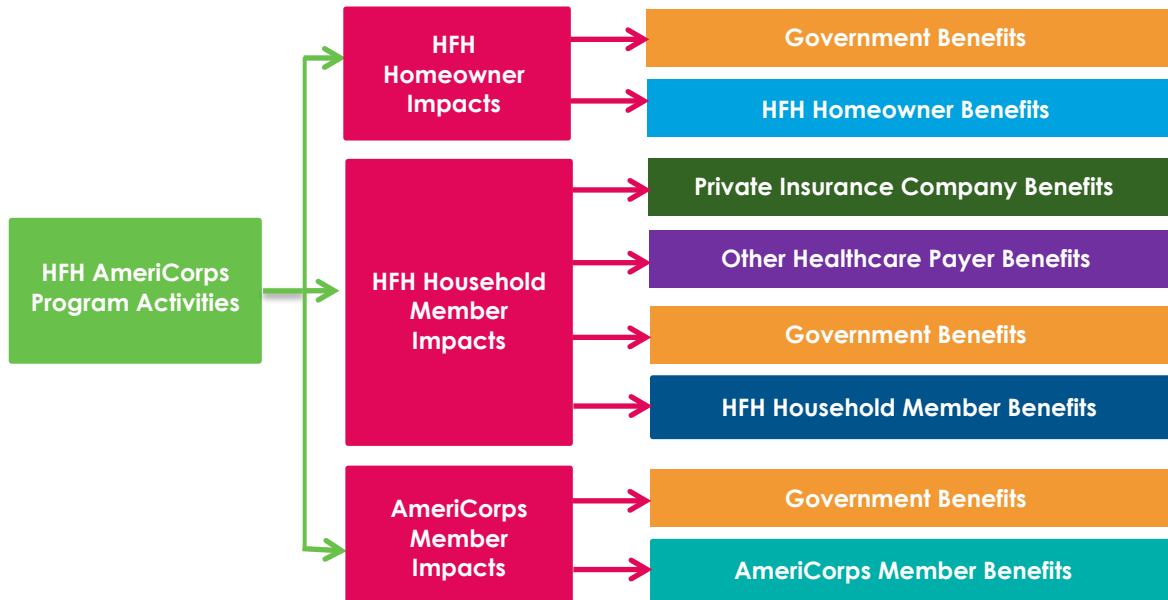 HFH AmeriCorps
Program Activities
HFH
Homeowner
Impacts
Government Benefits
HFH Homeowner Benefits
HFH Household
Member
Impacts
Private Insurance Company Benefits
Other Healthcare Payer Benefits
Government Benefits
HFH Household Member Benefits
AmeriCorps
Member
Impacts
Government Benefits
AmeriCorps Member Benefits